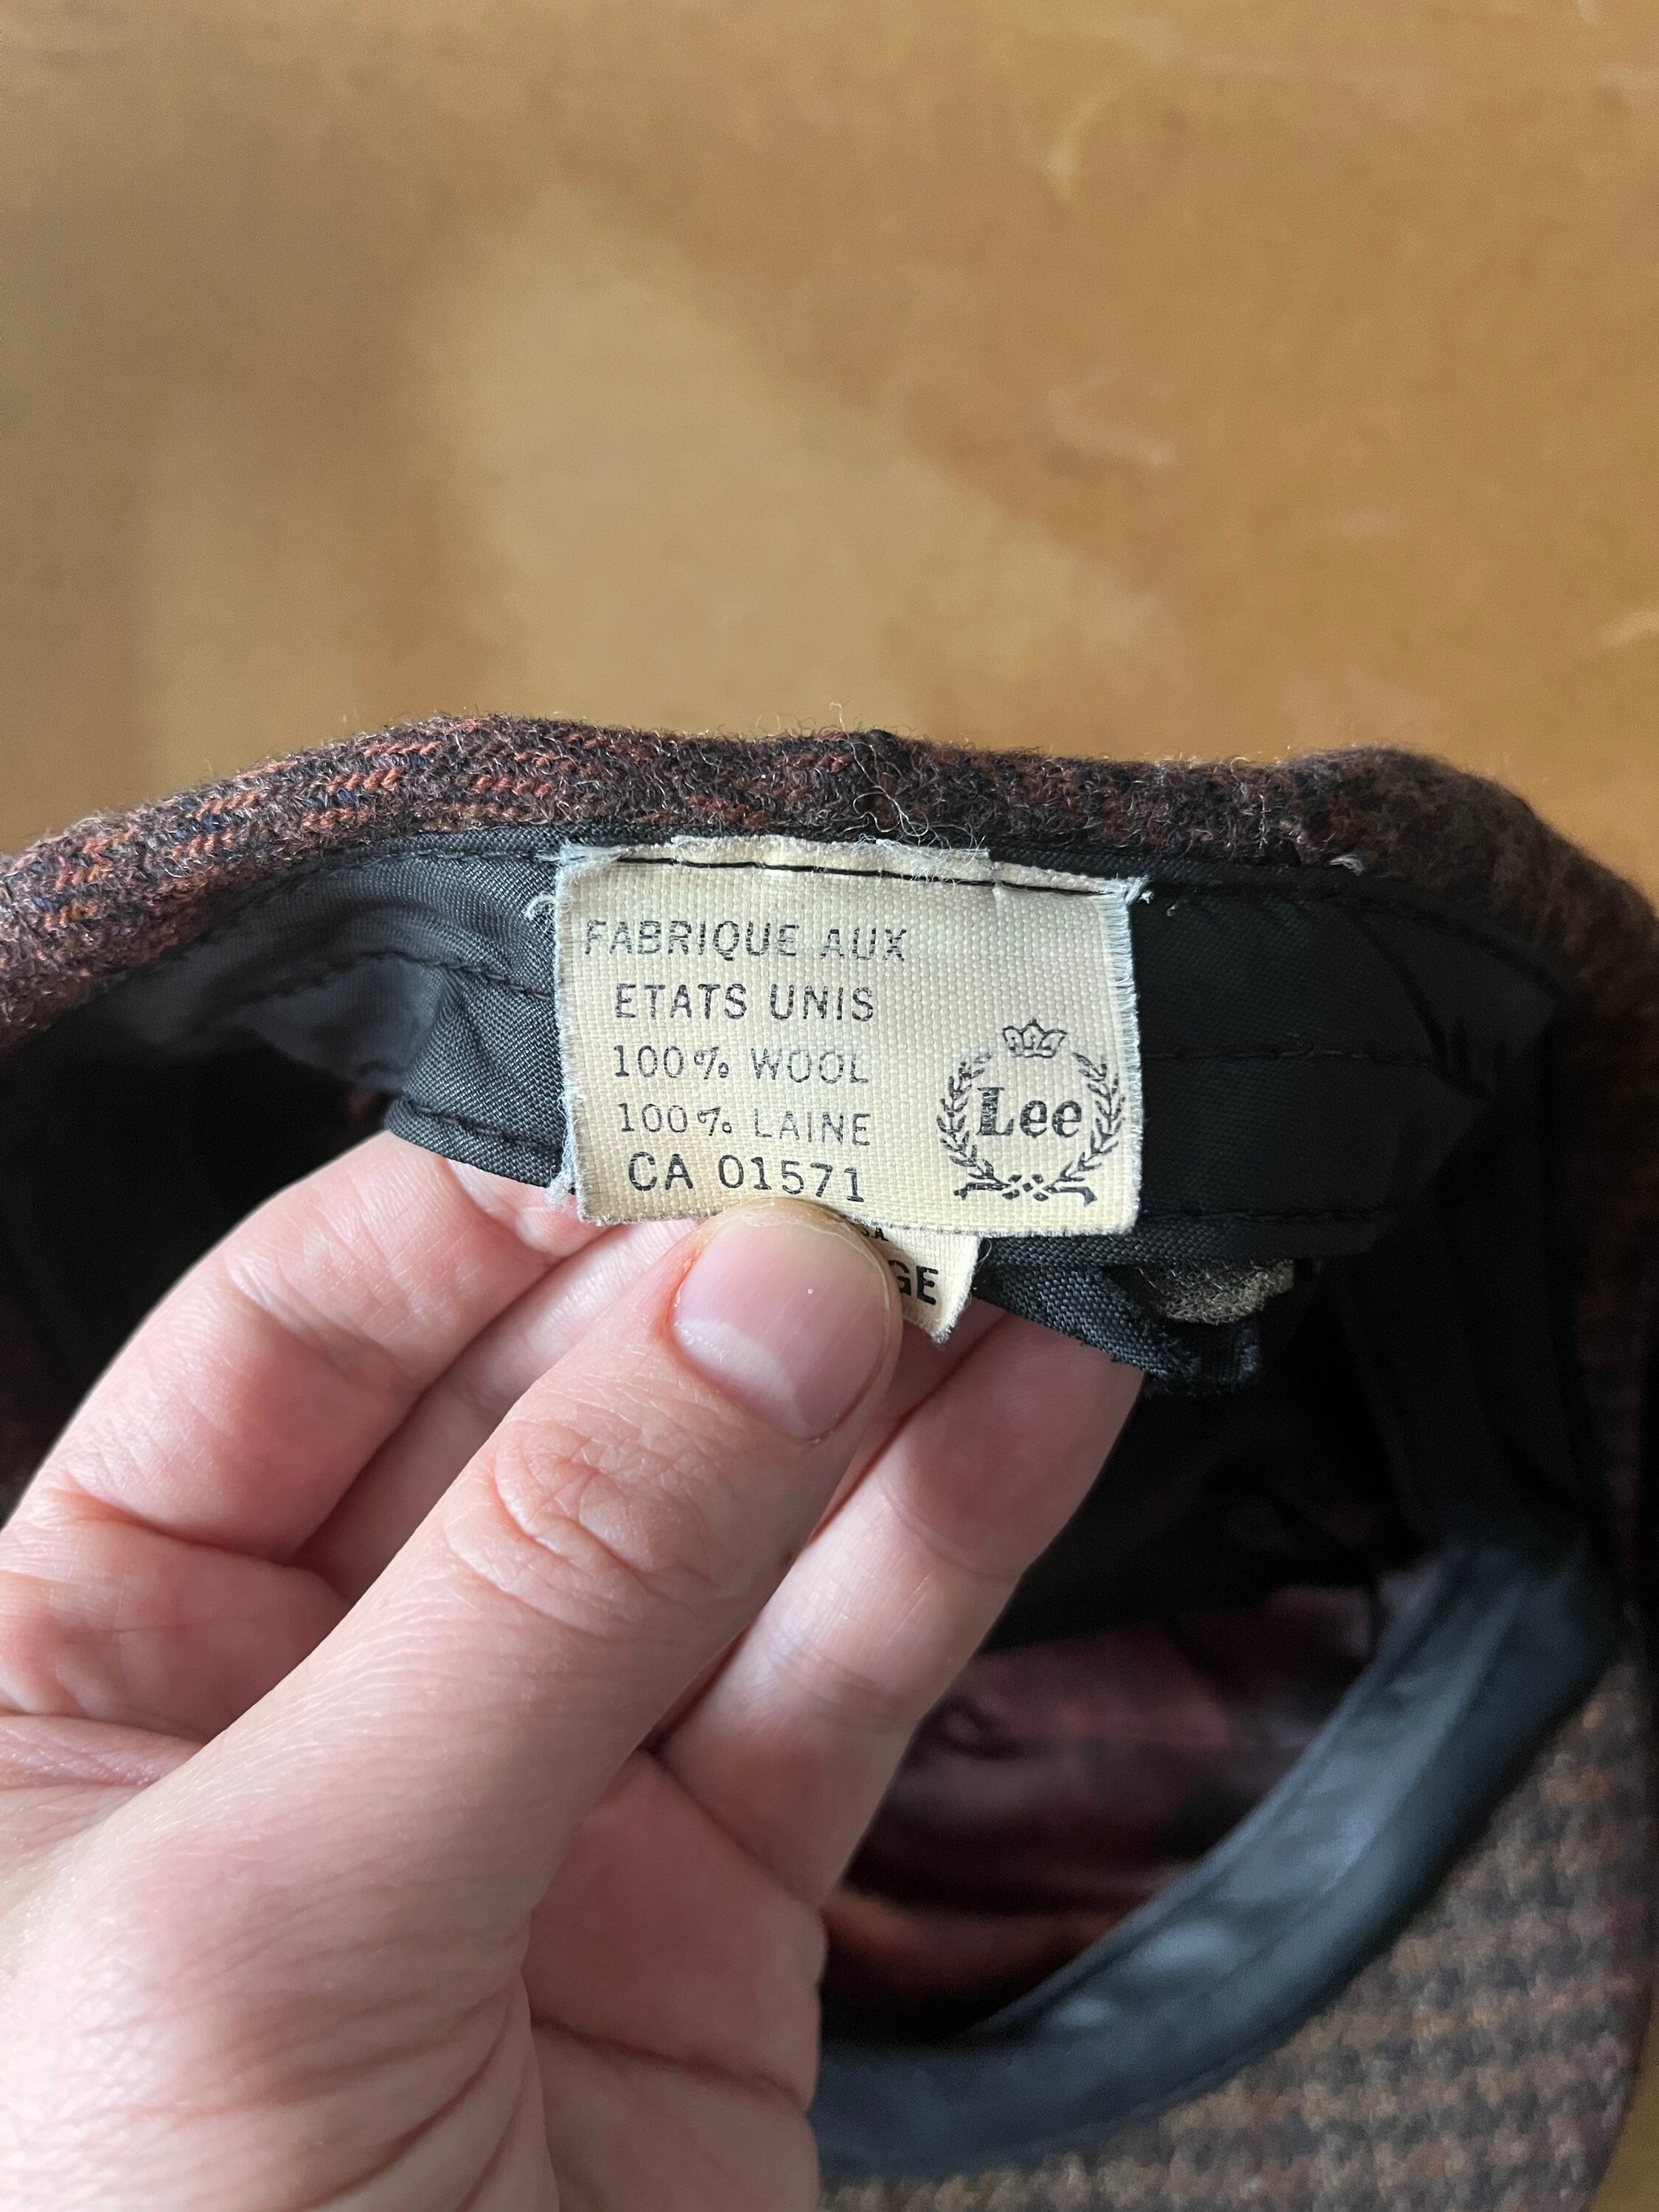 FABRIQUE AUX
ETATS UNIS
100% WOOL
100% LAINE
CA 01571
Lee